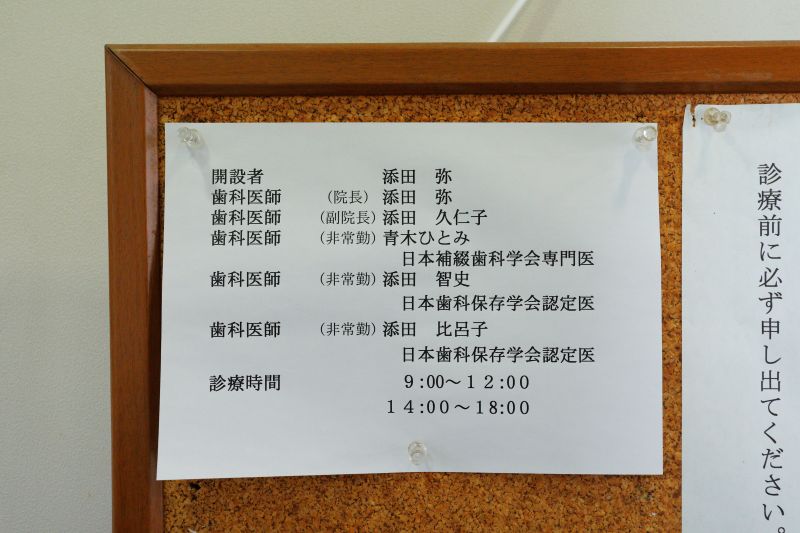 開設者　添田　弥
歯科医師　（院長）添田　弥
歯科医師　（副院長）添田　久仁子
歯科医師　（非常勤）青木ひとみ
日本補綴歯科学会専門医
歯科医師　（非常勤）添田　智史
日本歯科保存学会認定医
歯科医師　（非常勤）添田　比呂子
日本歯科保存学会認定医
診療時間　９：00～１２：００
１４：００～１８：００
診療前に必ず申し出てください。